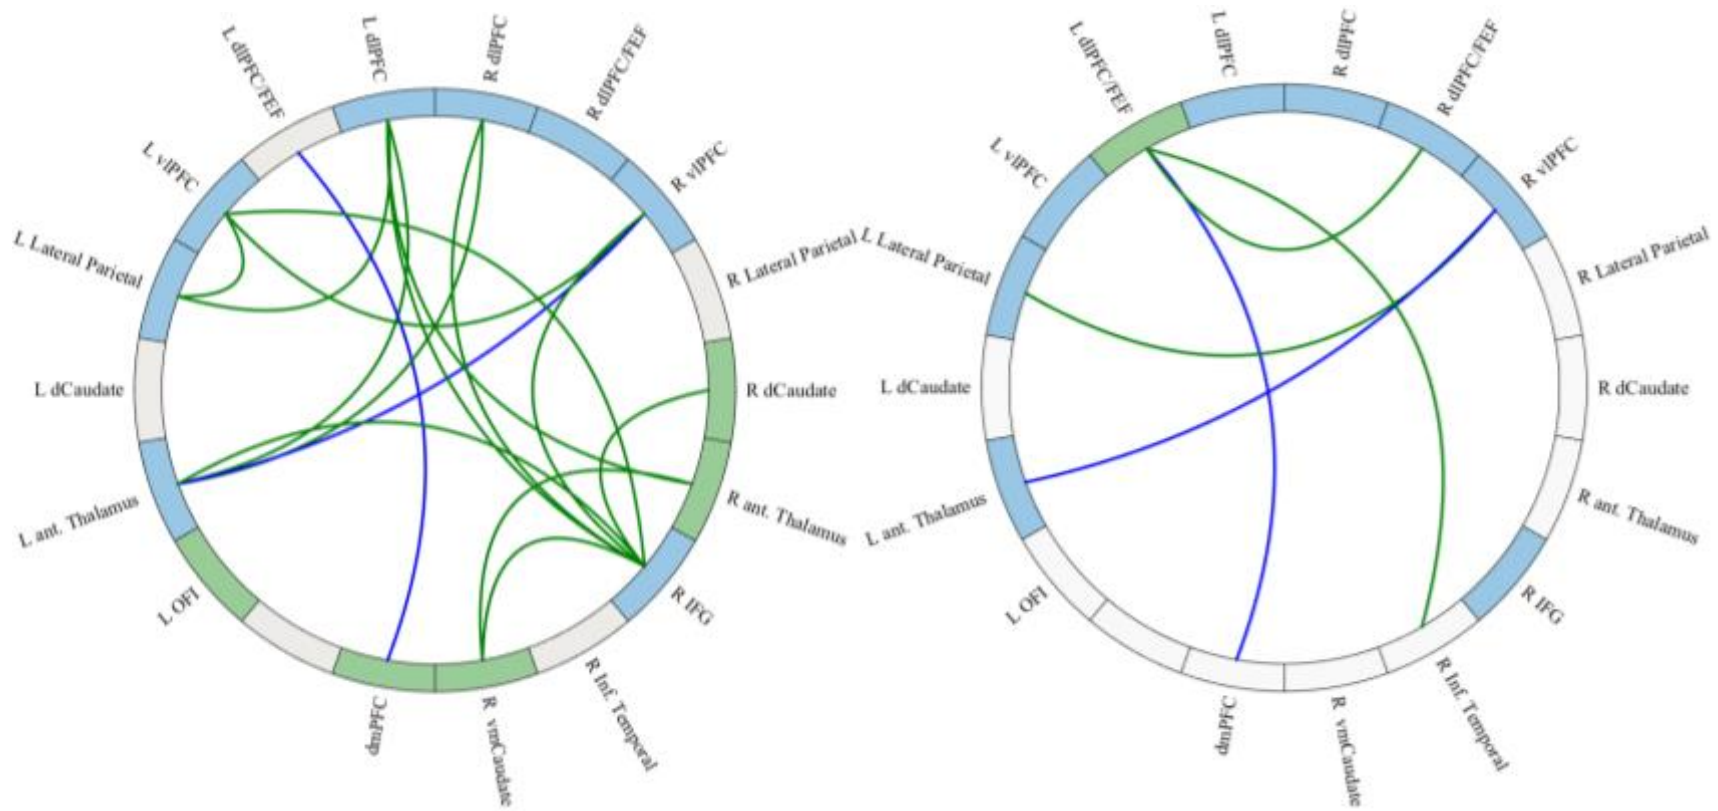 L dlPFC
R dlPFC
L dlPFC/FEF
R dlPFC/FEF
L vlPFC
R vlPFC
L Lateral Parietal
R Lateral Parietal
L dCaudate
R dCaudate
L ant. Thalamus
R ant. Thalamus
L OFI
R IFG
dmPFC
R vmCaudate
R Inf. Temporal
L dlPFC
R dlPFC
L dlPFC/FEF
R dlPFC/FEF
L vlPFC
R vlPFC
L Lateral Parietal
R Lateral Parietal
L dCaudate
R dCaudate
L ant. Thalamus
R ant. Thalamus
L OFI
R IFG
dmPFC
R vmCaudate
R Inf. Temporal